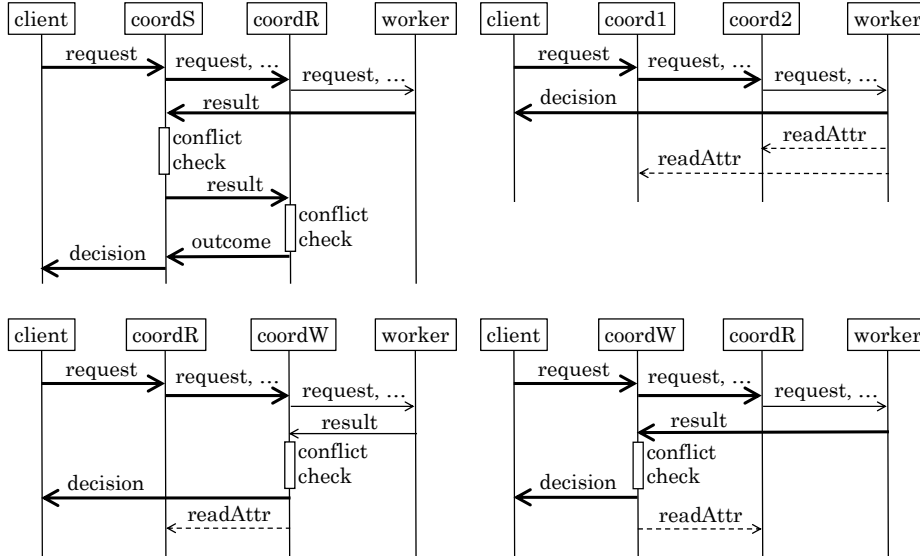 client coordS coordR worker
request
request, ...
request, ...
result
conflict
check
result
conflict
check
outcome
decision
client coord1 coord2 worker
request
request, ...
request, ...
decision
readAttr
readAttr
client coordR coordW worker
request
request, ...
request, ...
result
conflict
check
decision
readAttr
client coordW coordR worker
request
request, ...
request, ...
result
conflict
check
decision
readAttr